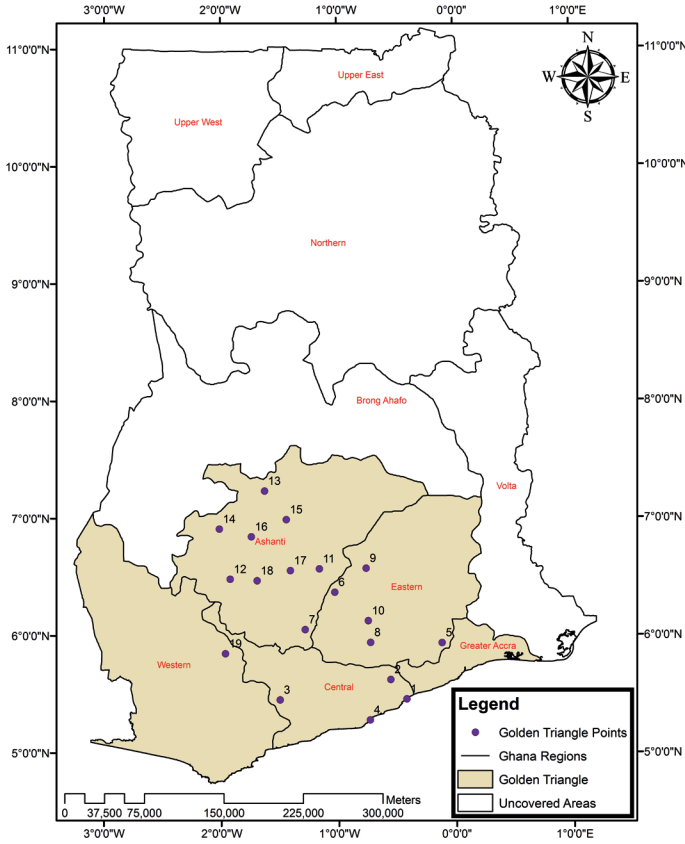 3°0'0"W 2°0'0"W 1°0'0"W 0°0'0" 1°0'0"E
11°0'0"N 11°0'0"N
N
W E
S
Upper East
Upper West
10°0'0"N 10°0'0"N
Northern
9°0'0"N 9°0'0"N
8°0'0"N 8°0'0"N
Brong Ahafo
13
Volta
15
7°0'0"N 7°0'0"N
14 16
Ashanti
17 11 9
12 18 Eastern
6
10
7
8 5
6°0'0"N 6°0'0"N
19 Greater Accra
Western
2
Central
3 1
4
Legend
Golden Triangle Points
5°0'0"N 5°0'0"N
Ghana Regions
Golden Triangle
Meters
Uncovered Areas
0 37,500 75,000 150,000 225,000 300,000
3°0'0"W 2°0'0"W 1°0'0"W 0°0'0" 1°0'0"E